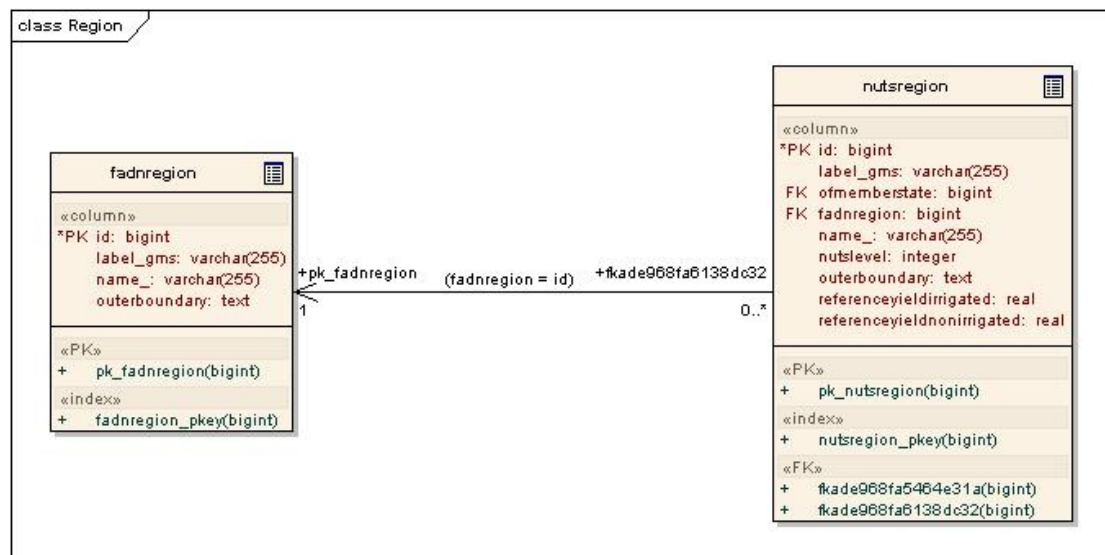 class Region
fadnregion
«column»
*PK id: bigint
label_gms: varchar(255)
name_: varchar(255)
outerboundary: text
«PK»
+ pk_fadnregion(bigint)
«index»
+ fadnregion_pkey(bigint)
+pk_fadnregion
1
(fadnregion = id)
+fkade968fa6138dc32
0..*
nutsregion
«column»
*PK id: bigint
label_gms: varchar(255)
FK ofmemberstate: bigint
FK fadnregion: bigint
name_: varchar(255)
nutslevel: integer
outerboundary: text
referenceyieldirrigated: real
referenceyieldnonirrigated: real
«PK»
+ pk_nutsregion(bigint)
«index»
+ nutsregion_pkey(bigint)
«FK»
+ fkade968fa5464e31a(bigint)
+ fkade968fa6138dc32(bigint)